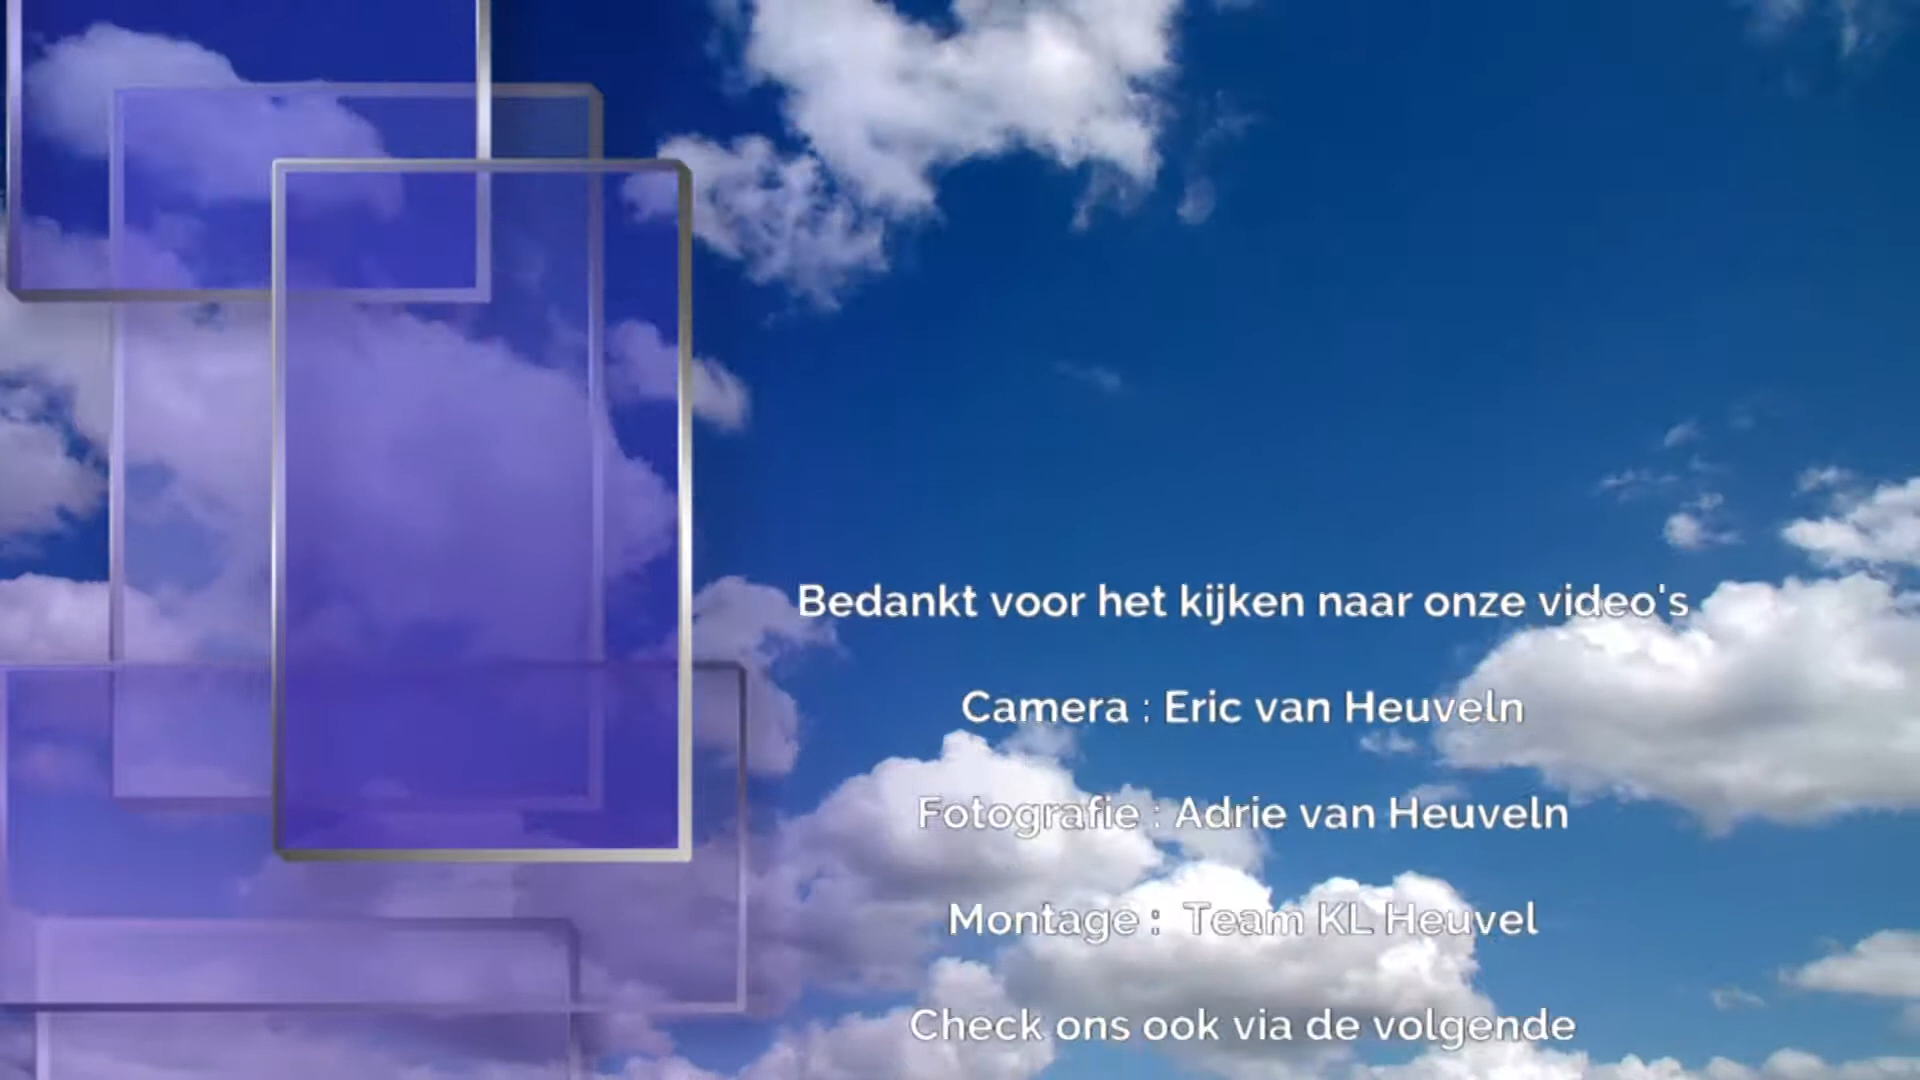 Bedankt voor het kijken naar onze video's
Camera : Eric van Heuveln
Fotografie : Adrie van Heuveln
Montage :  Team KL Heuvel
Check ons ook via de volgende